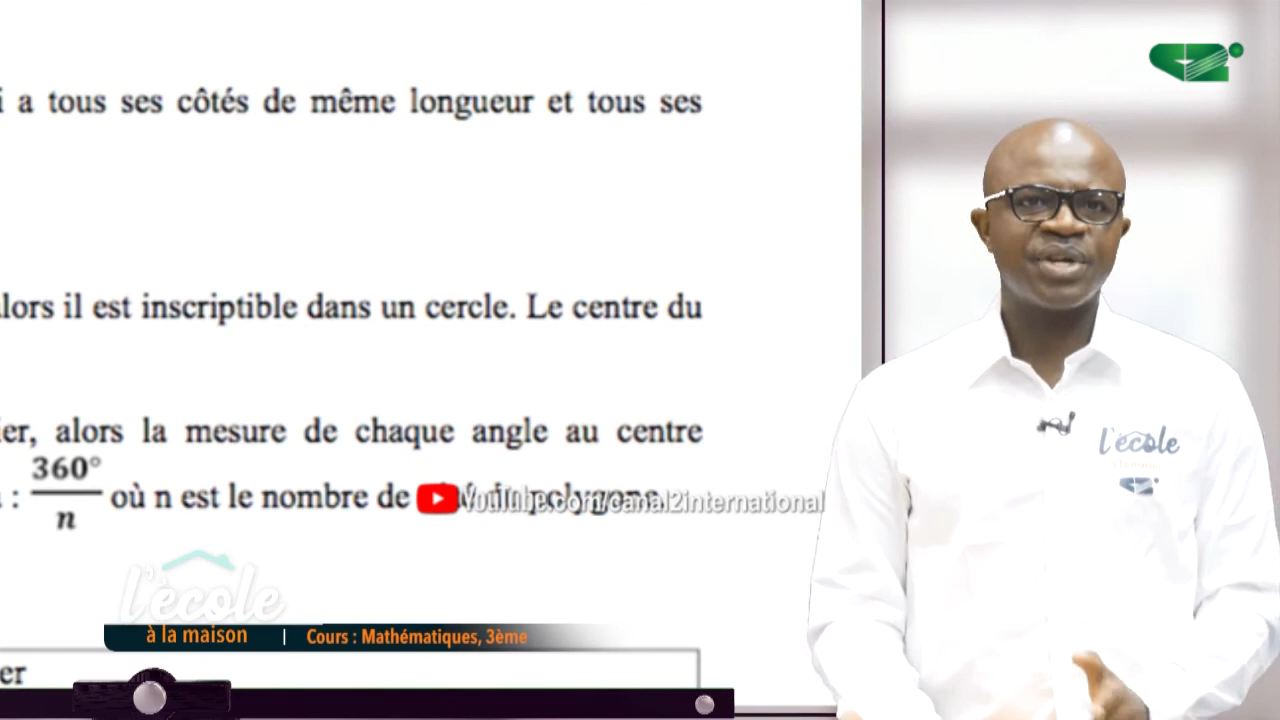 i a tous ses côtés de même longueur et tous ses
alors il est inscriptible dans un cercle. Le centre du
ier, alors la mesure de chaque angle au centre
: 360°/n où n est le nombre de polygone.
YouTube.com/canal2international
l'école
à la maison | Cours : Mathématiques, 3ème
er
l'école